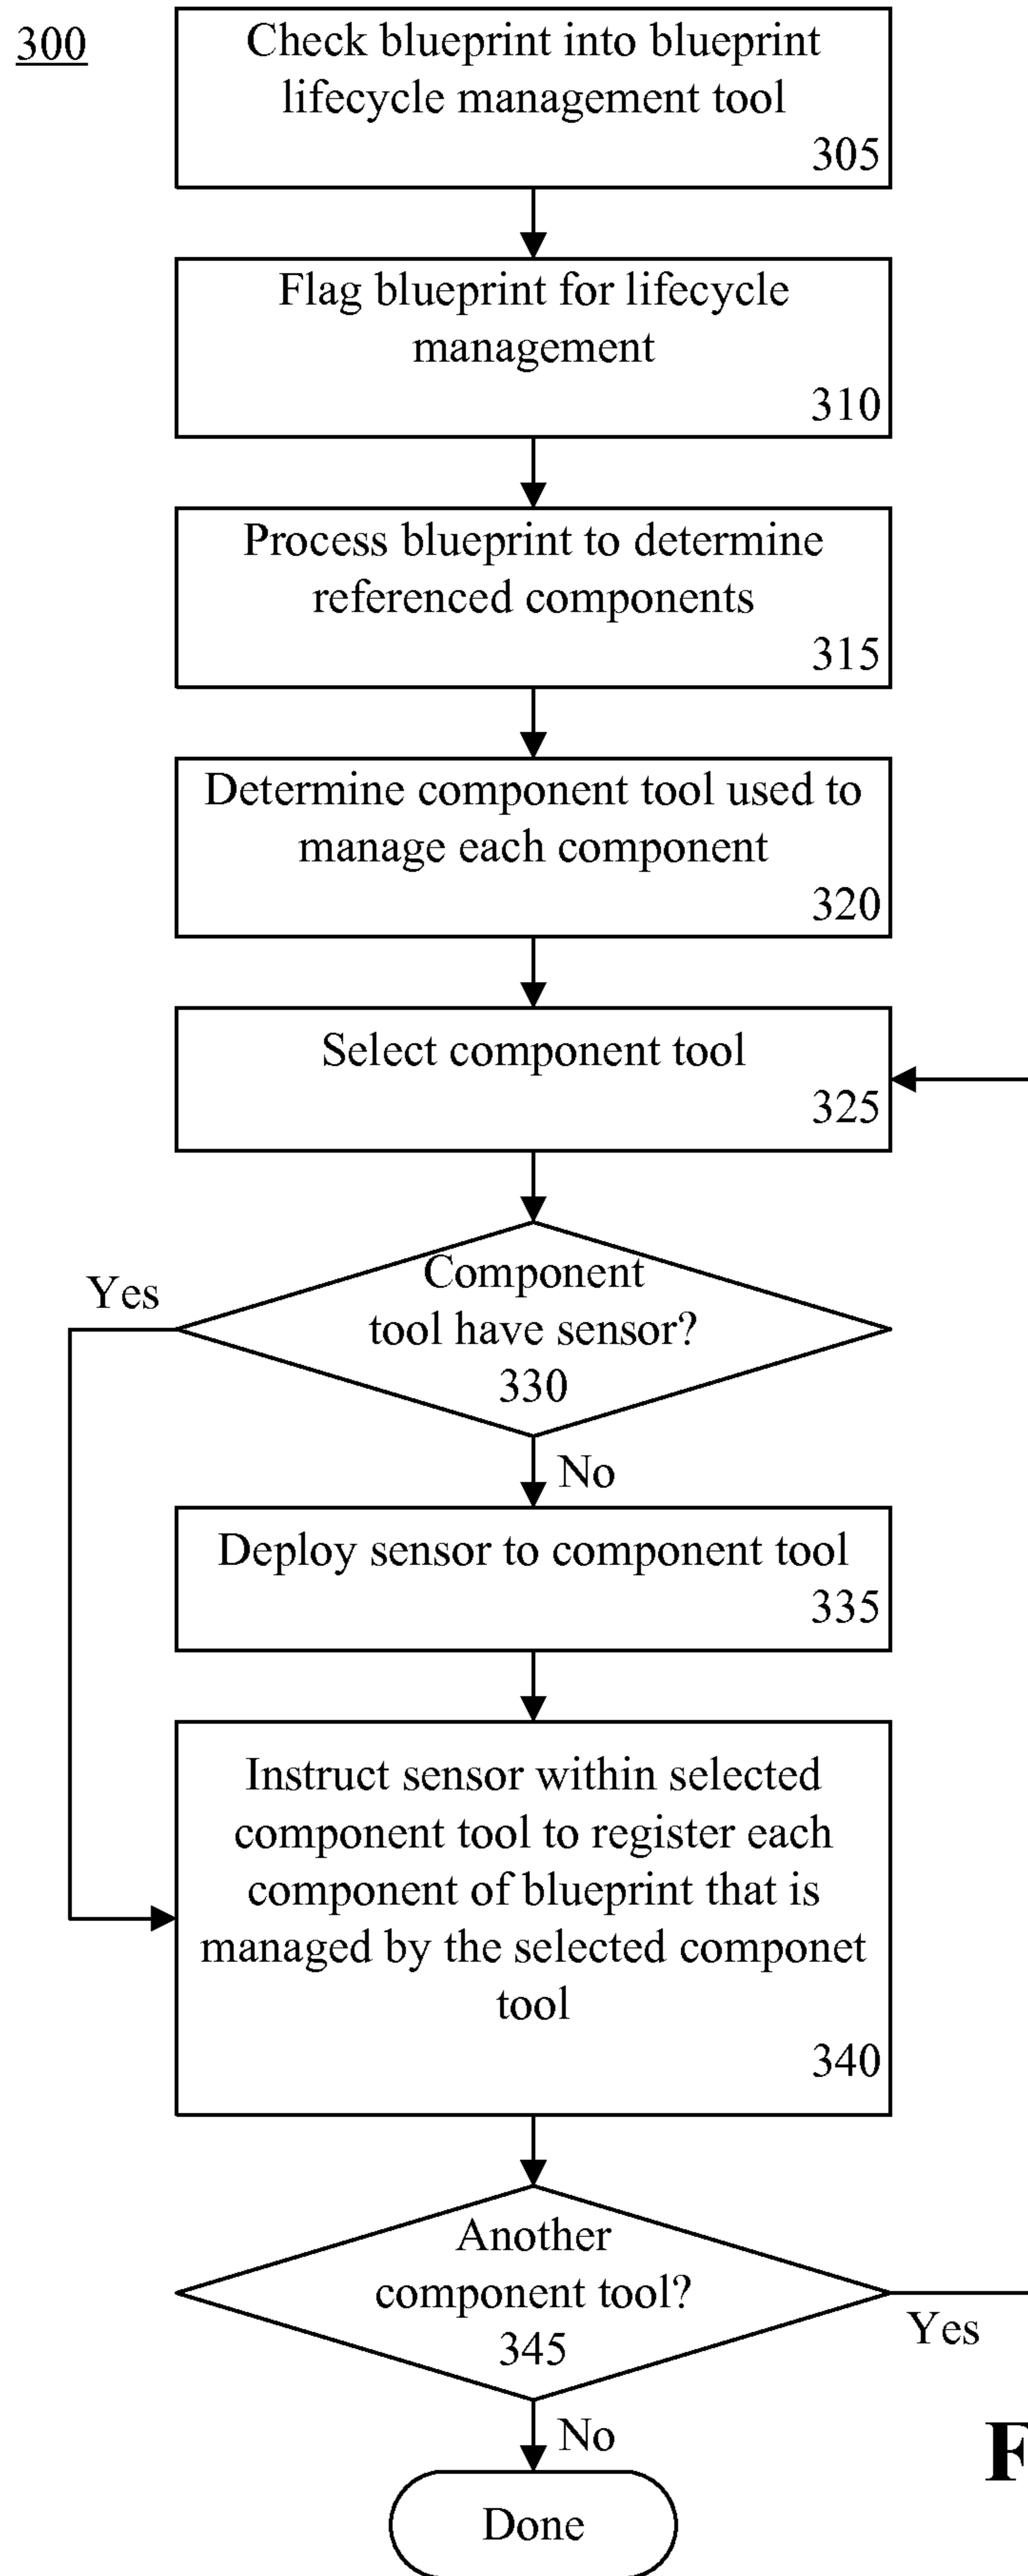 300
Check blueprint into blueprint
lifecycle management tool
305
Flag blueprint for lifecycle
management
310
Process blueprint to determine
referenced components
315
Determine component tool used to
manage each component
320
Select component tool
325
Component
tool have sensor?
330
Yes
No
Deploy sensor to component tool
335
Instruct sensor within selected
component tool to register each
component of blueprint that is
managed by the selected componet
tool
340
Another
component tool?
345
Yes
No
F
Done